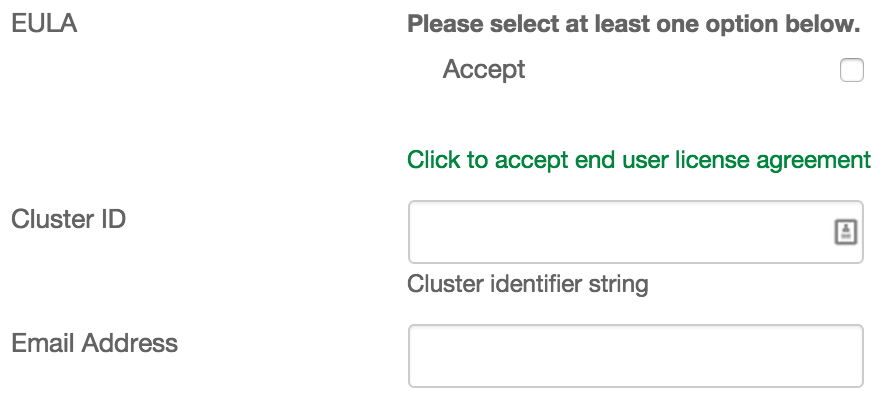 EULA
Please select at least one option below.
Accept
Click to accept end user license agreement
Cluster ID
Cluster identifier string
Email Address